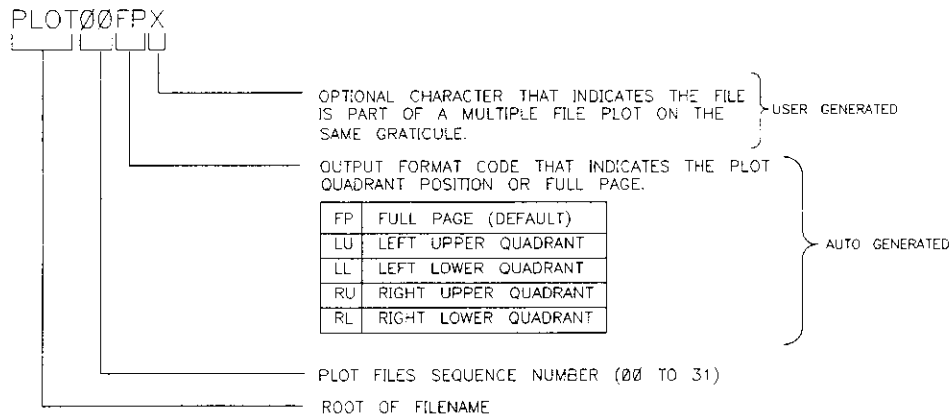 PLOTØØFPX
OPTIONAL CHARACTER THAT INDICATES THE FILE
IS PART OF A MULTIPLE FILE PLOT ON THE
SAME GRATICULE.
USER GENERATED
OUTPUT FORMAT CODE THAT INDICATES THE PLOT
QUADRANT POSITION OR FULL PAGE.
FP FULL PAGE (DEFAULT)
LU LEFT UPPER QUADRANT
LL LEFT LOWER QUADRANT
RU RIGHT UPPER QUADRANT
RL RIGHT LOWER QUADRANT
AUTO GENERATED
PLOT FILES SEQUENCE NUMBER (ØØ TO 31)
ROOT OF FILENAME